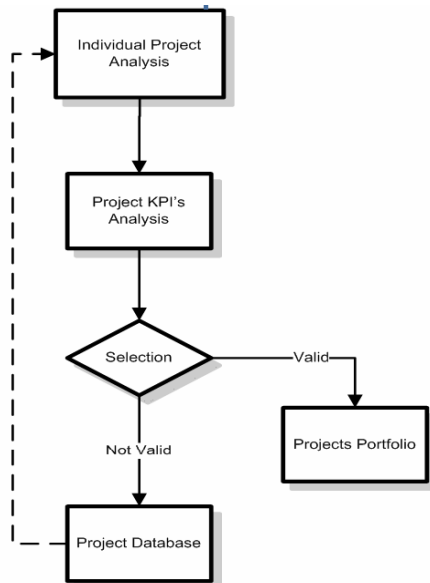 Individual Project
Analysis
Project KPI's
Analysis
Selection
Valid
Projects Portfolio
Not Valid
Project Database